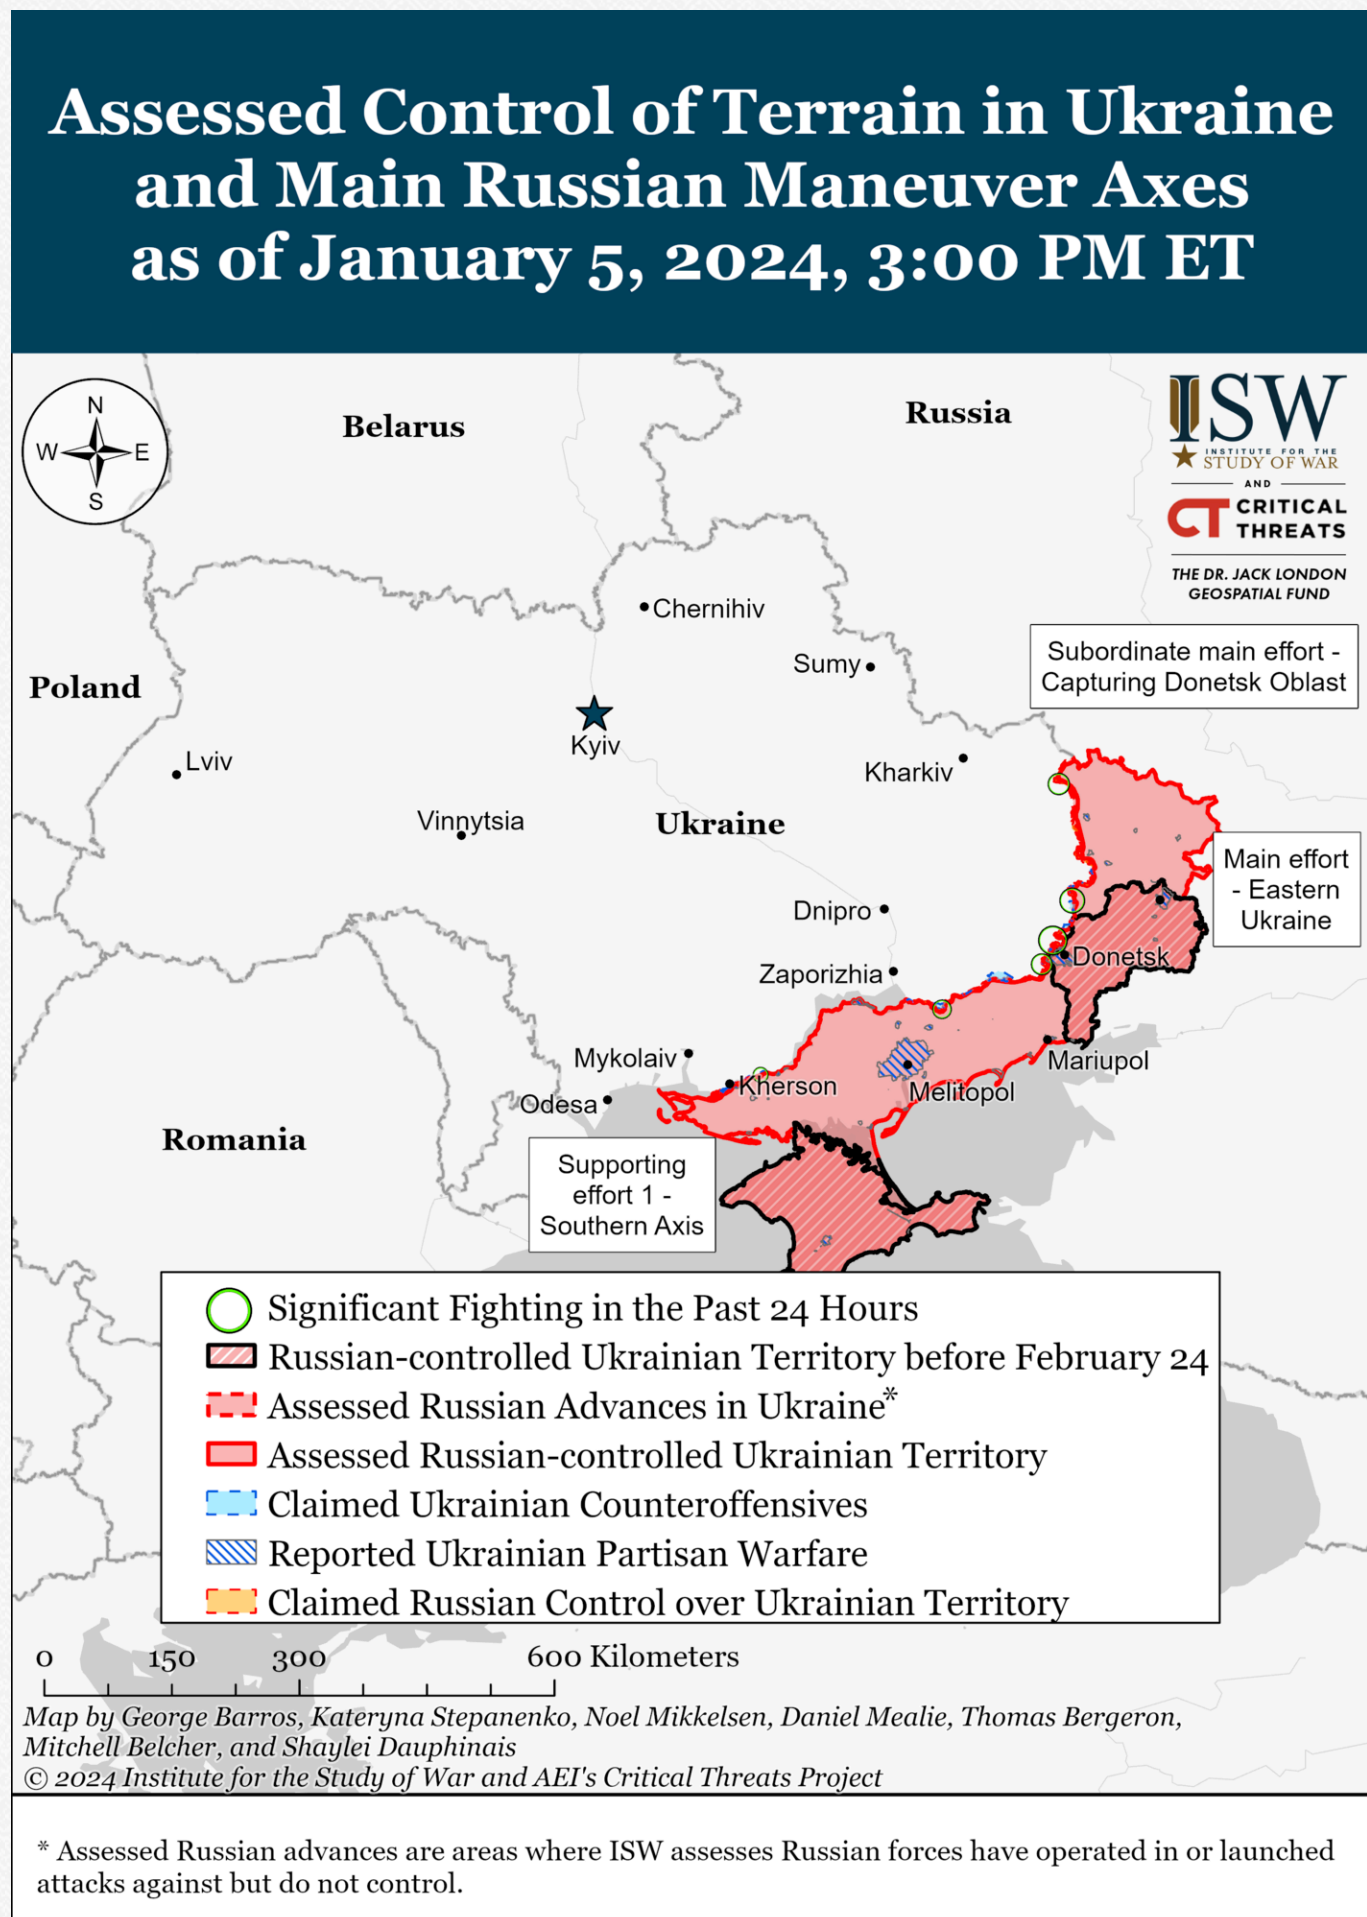 Assessed Control of Terrain in Ukraine
and Main Russian Maneuver Axes
as of January 5, 2024, 3:00 PM ET
N
W E
S
Belarus
Russia
ISW
INSTITUTE FOR THE
STUDY OF WAR
AND
CT CRITICAL
THREATS
THE DR. JACK LONDON
GEOSPATIAL FUND
Chernihiv
Subordinate main effort -
Capturing Donetsk Oblast
Sumy
Poland
Kyiv
Lviv
Kharkiv
Vinnytsia
Ukraine
Main effort
- Eastern
Ukraine
Dnipro
Donetsk
Zaporizhia
Mykolaiv
Mariupol
Kherson
Melitopol
Odesa
Romania
Supporting
effort 1 -
Southern Axis
Significant Fighting in the Past 24 Hours
Russian-controlled Ukrainian Territory before February 24
Assessed Russian Advances in Ukraine*
Assessed Russian-controlled Ukrainian Territory
Claimed Ukrainian Counteroffensives
Reported Ukrainian Partisan Warfare
Claimed Russian Control over Ukrainian Territory
0 150 300 600 Kilometers
Map by George Barros, Kateryna Stepanenko, Noel Mikkelsen, Daniel Mealie, Thomas Bergeron,
Mitchell Belcher, and Shaylei Dauphinais
© 2024 Institute for the Study of War and AEI's Critical Threats Project
* Assessed Russian advances are areas where ISW assesses Russian forces have operated in or launched
attacks against but do not control.